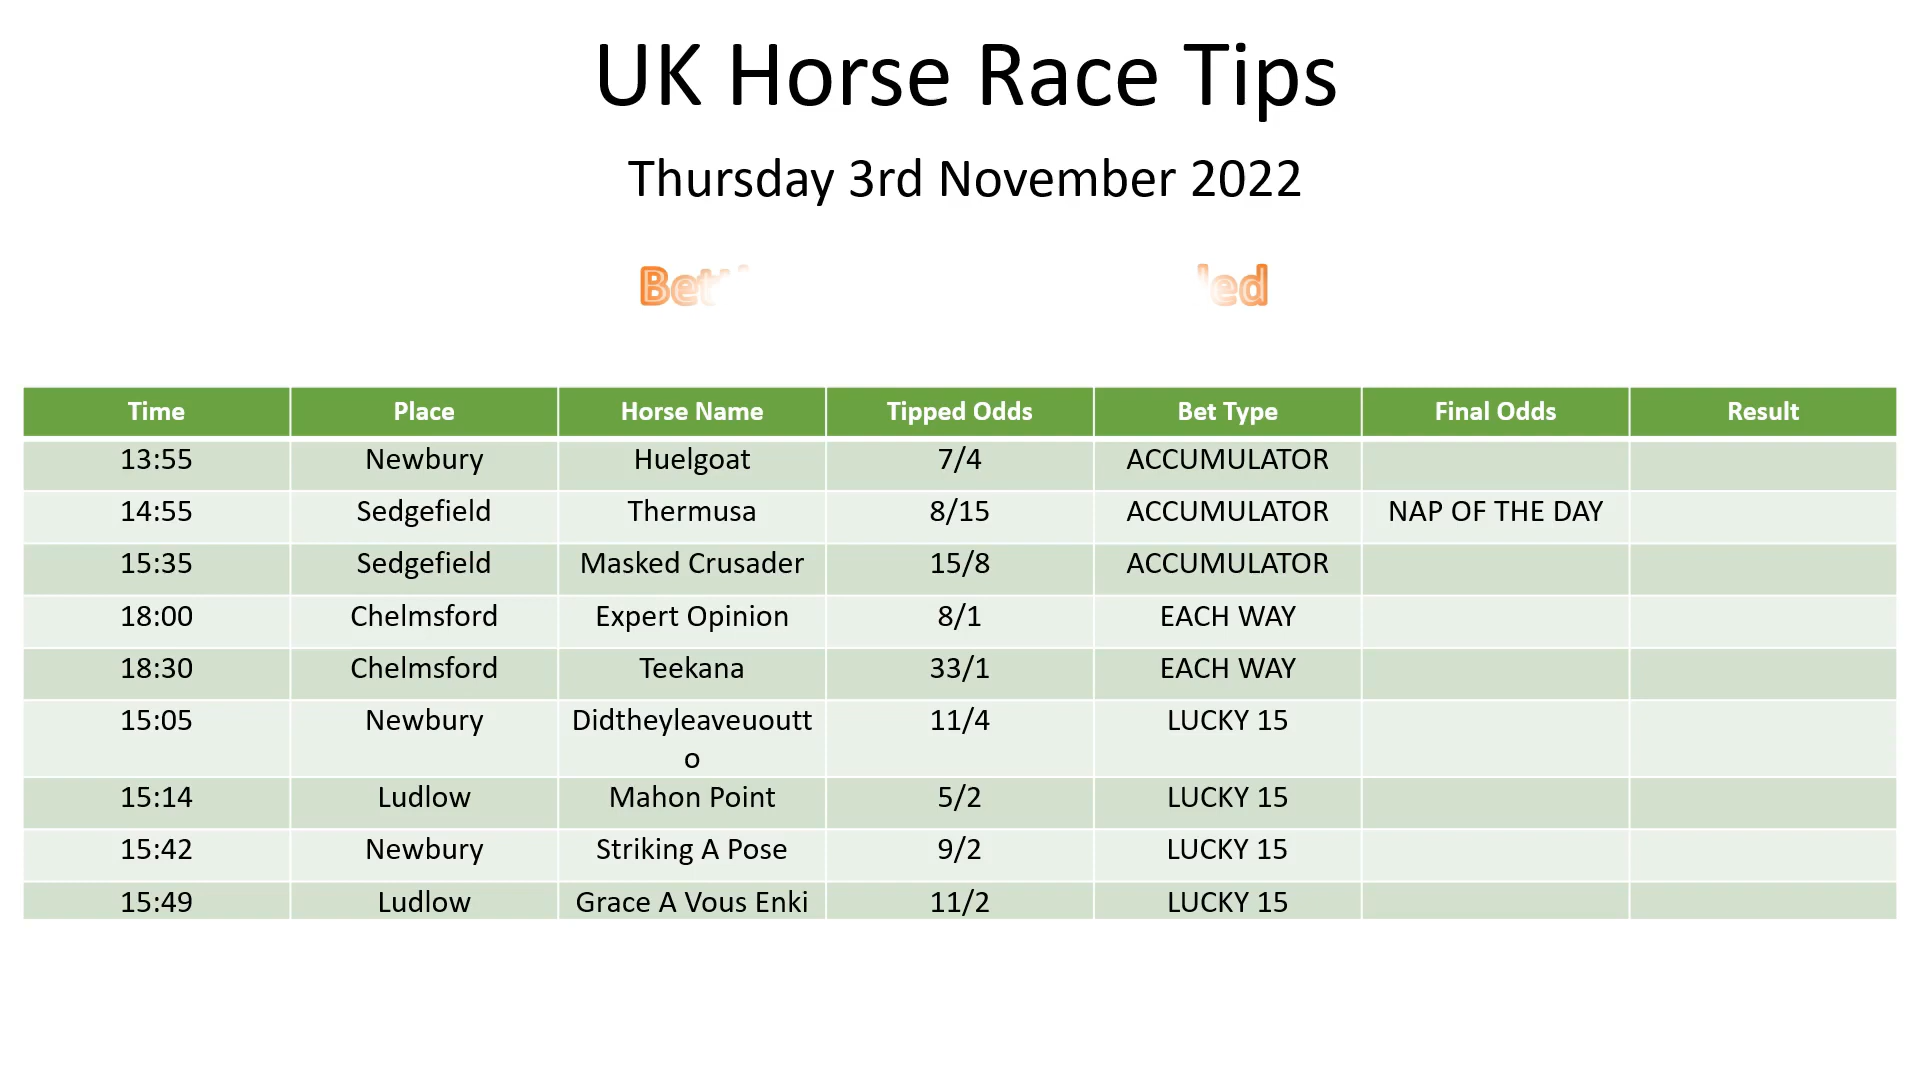 UK Horse Race Tips
Thursday 3rd November 2022
Time Place Horse Name Tipped Odds Bet Type Final Odds Result
13:55 Newbury Huelgoat 7/4 ACCUMULATOR
14:55 Sedgefield Thermusa 8/15 ACCUMULATOR NAP OF THE DAY
15:35 Sedgefield Masked Crusader 15/8 ACCUMULATOR
18:00 Chelmsford Expert Opinion 8/1 EACH WAY
18:30 Chelmsford Teekana 33/1 EACH WAY
15:05 Newbury Didtheyleaveuoutt 11/4 LUCKY 15
o
15:14 Ludlow Mahon Point 5/2 LUCKY 15
15:42 Newbury Striking A Pose 9/2 LUCKY 15
15:49 Ludlow Grace A Vous Enki 11/2 LUCKY 15